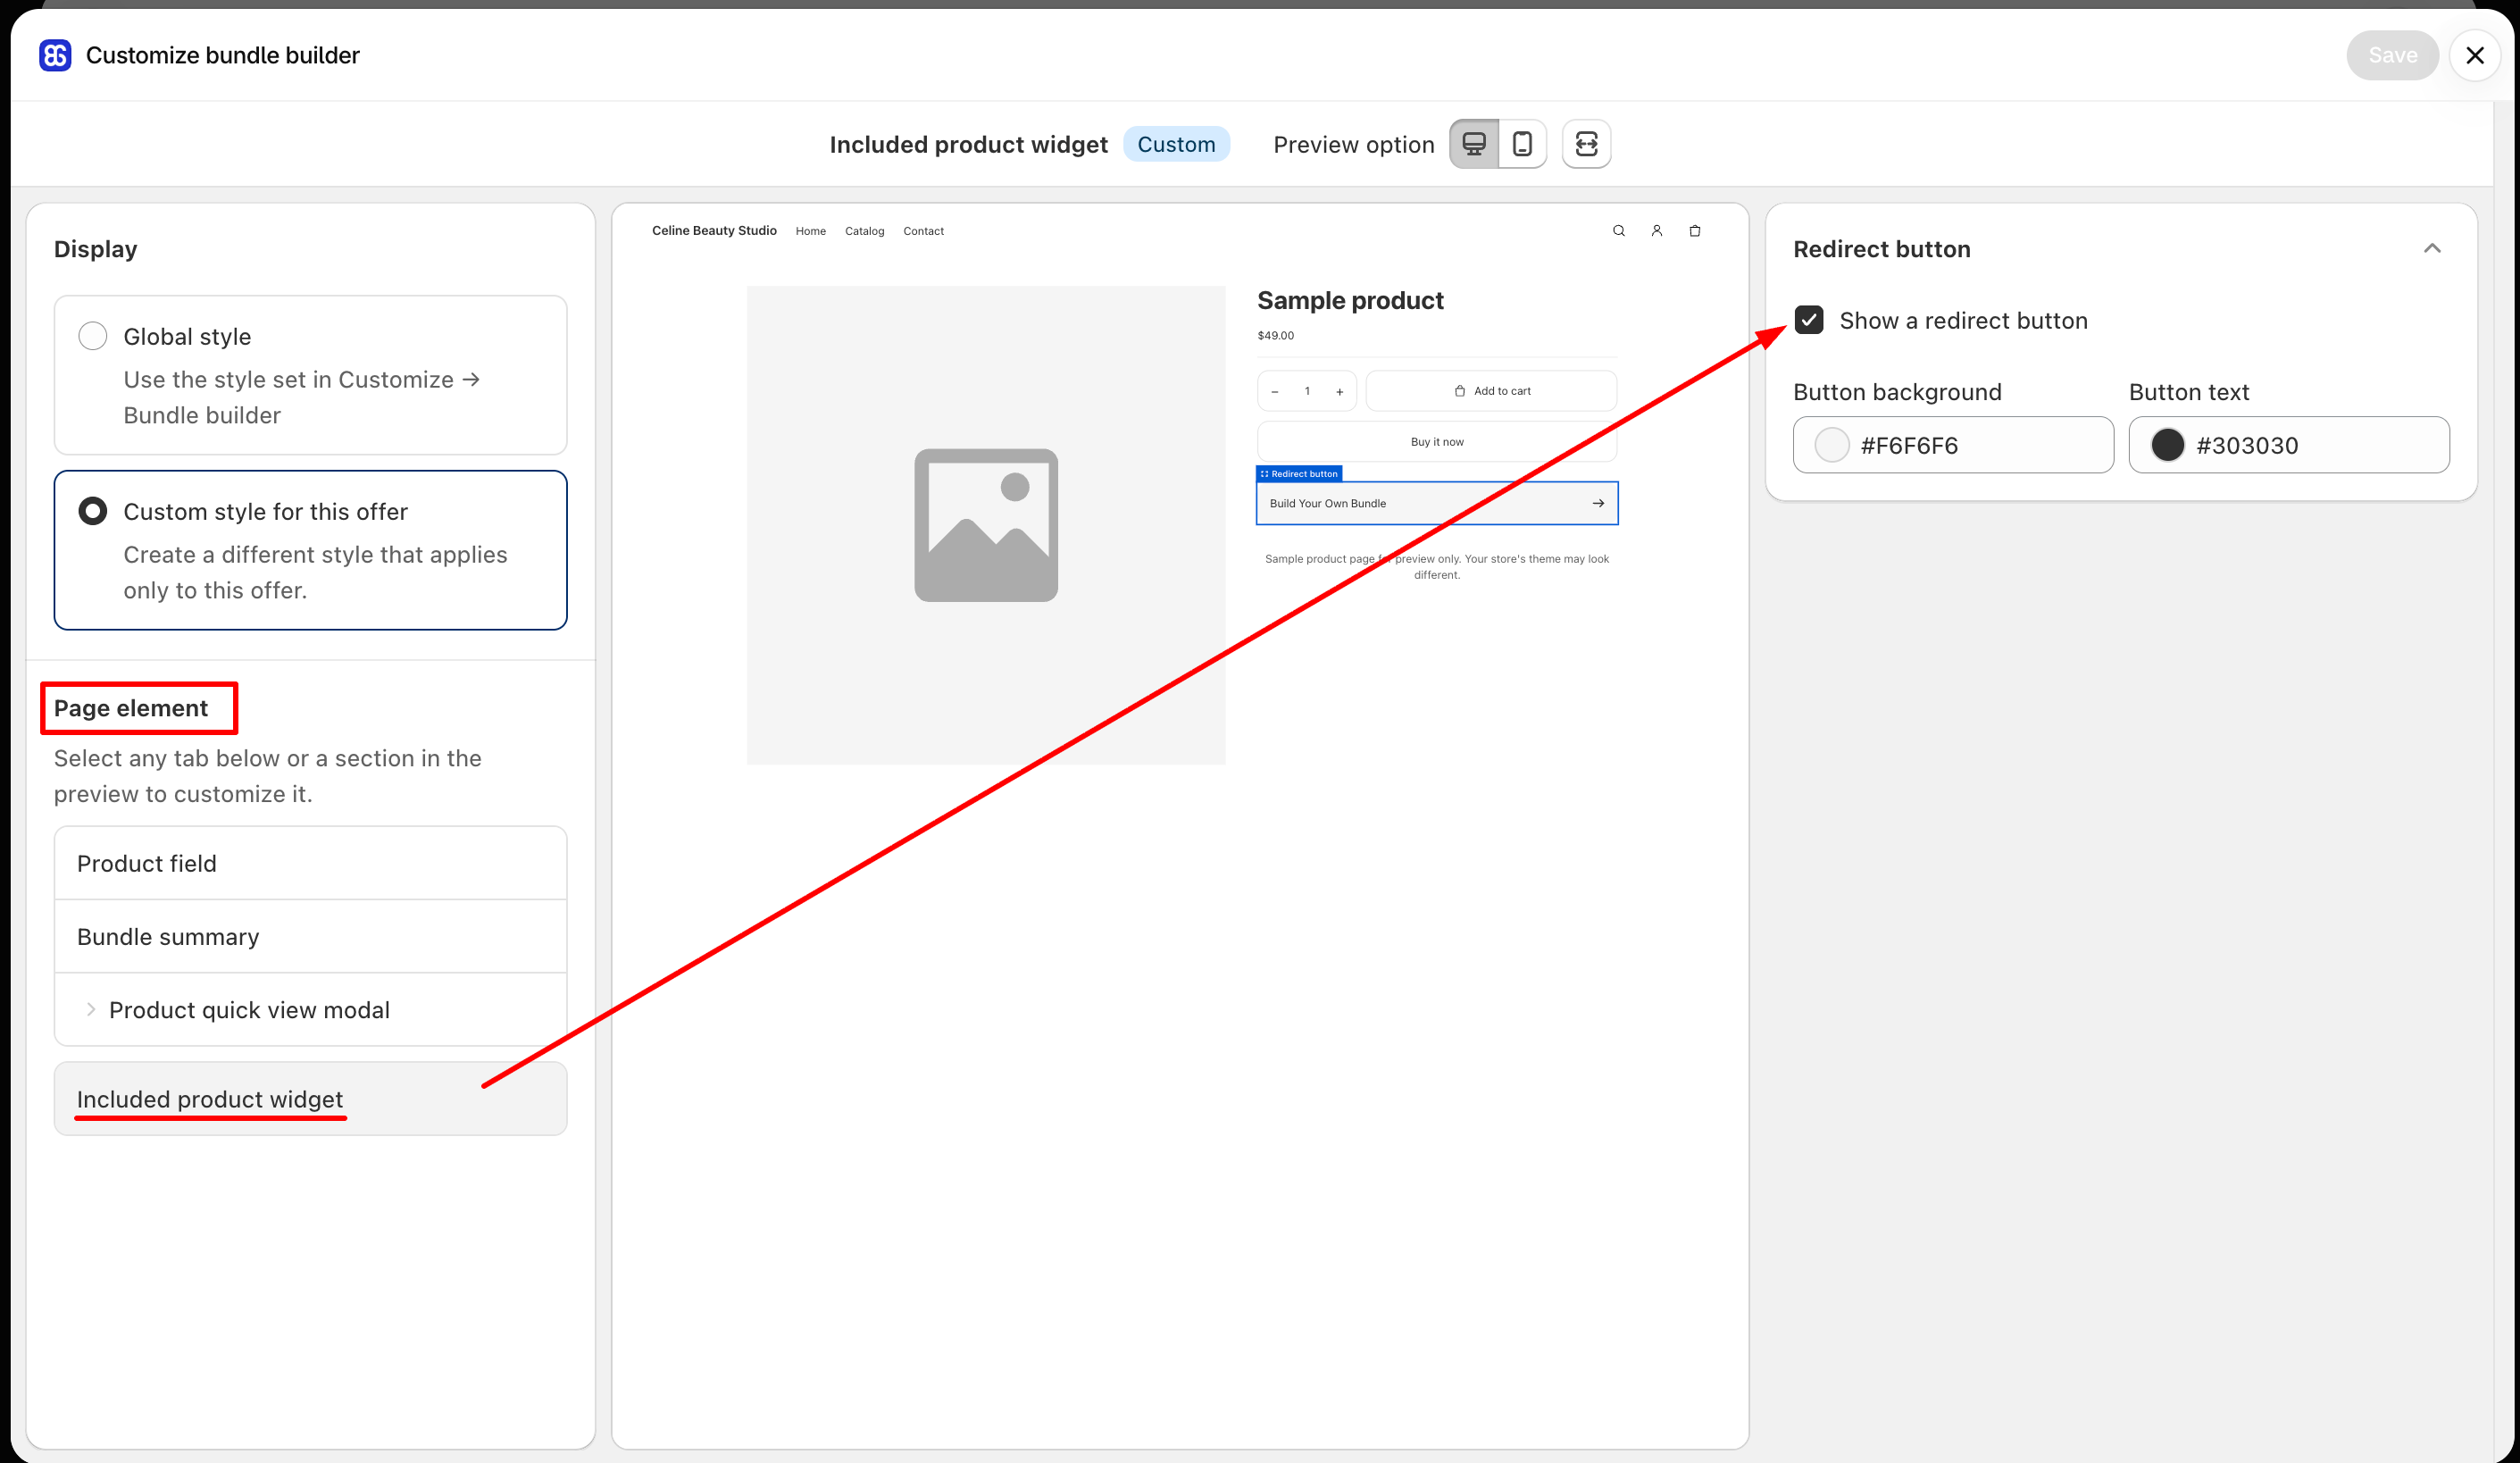 Customize bundle builder
Save
Included product widget
Custom
Preview option
Display
Global style
Use the style set in Customize →
Bundle builder
Custom style for this offer
Create a different style that applies
only to this offer.
Page element
Select any tab below or a section in the
preview to customize it.
Product field
Bundle summary
Product quick view modal
Included product widget
Celine Beauty Studio
Home
Catalog
Contact
Sample product
$49.00
− 1 +
Add to cart
Buy it now
Redirect button
Build Your Own Bundle →
Sample product page for preview only. Your store's theme may look
different.
Redirect button
Show a redirect button
Button background
Button text
#F6F6F6
#303030